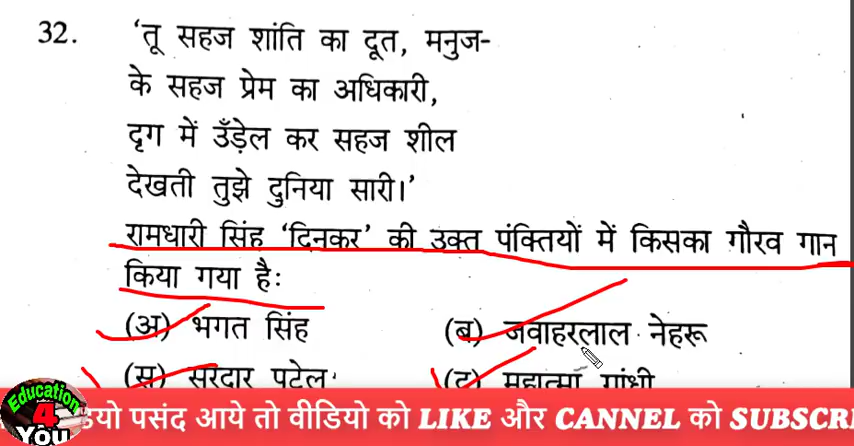 32. 'तू सहज शांति का दूत, मनुज-
के सहज प्रेम का अधिकारी,
दृग में उँड़ेल कर सहज शील
देखती तुझे दुनिया सारी।'
रामधारी सिंह 'दिनकर' की उक्त पंक्तियों में किसका गौरव गान
किया गया है:
(अ) भगत सिंह (ब) जवाहरलाल नेहरू
(स) सरदार पटेल (द) महात्मा गांधी
Education
4
You
पसंद आये तो वीडियो को LIKE और CANNEL को